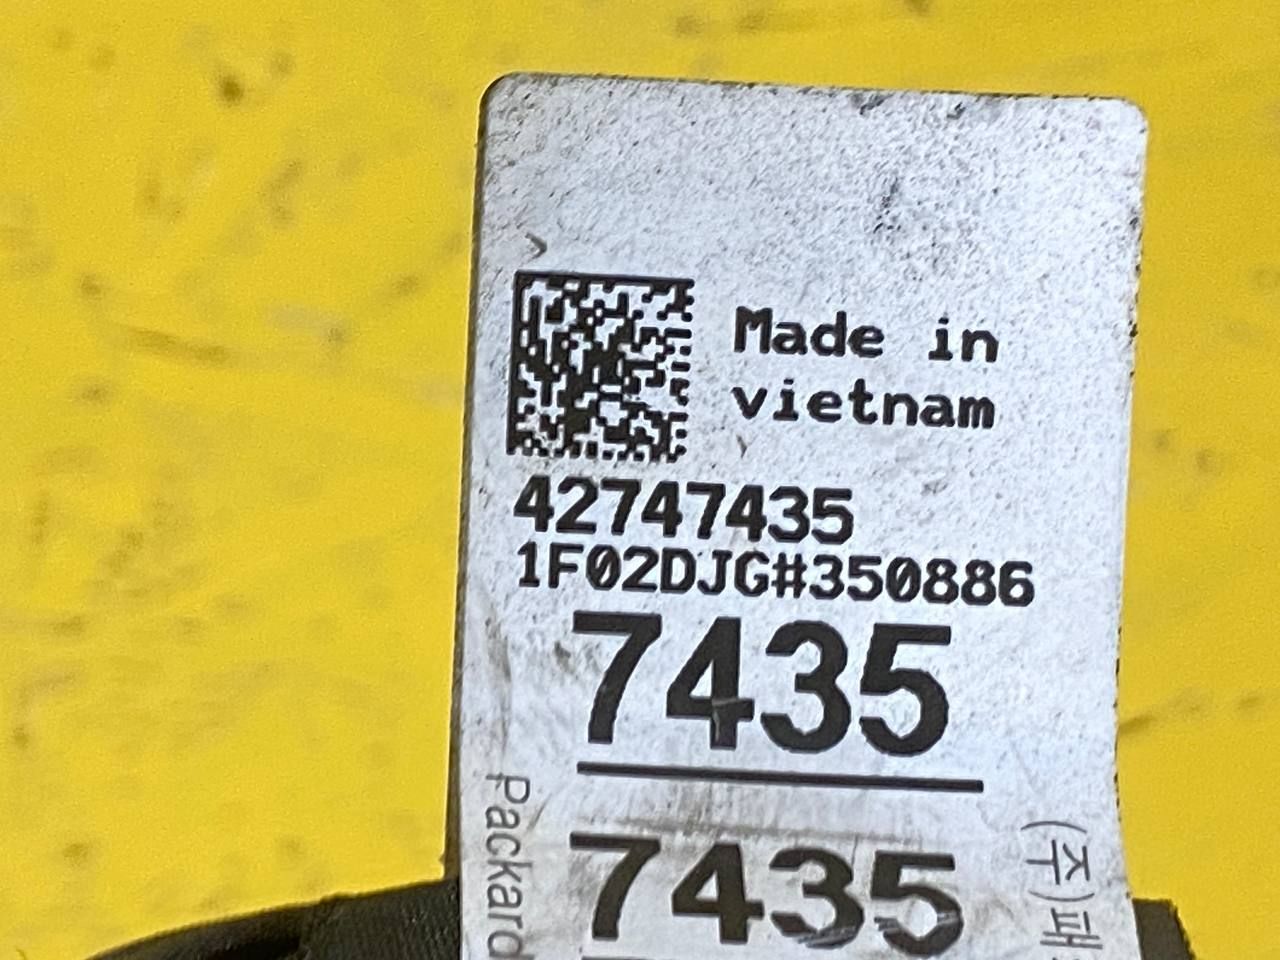 Made in
vietnam
42747435
1F02DJG#350886
7435
7435
Packard
(주)패